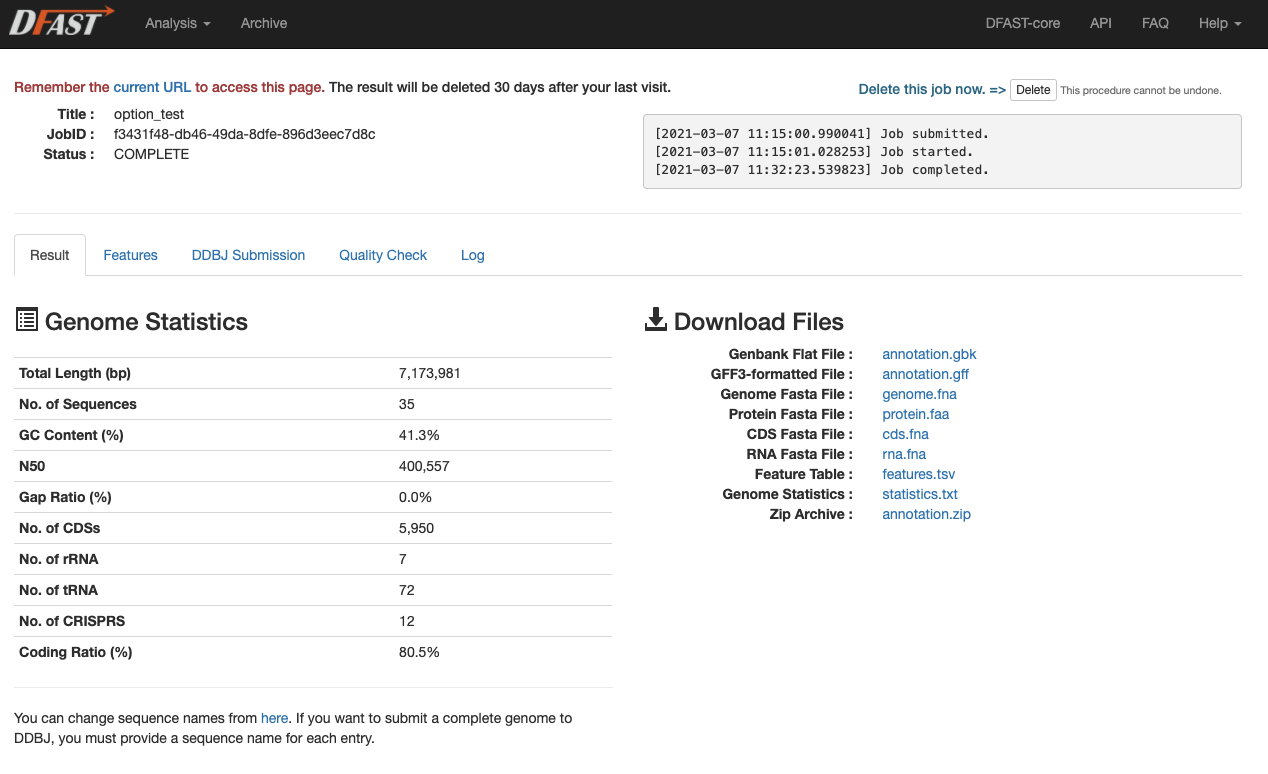 DFAST Analysis Archive DFAST-core API FAQ Help
Remember the current URL to access this page. The result will be deleted 30 days after your last visit.
Delete this job now. => Delete This procedure cannot be undone.
Title : option_test
JobID : f3431f48-db46-49da-8dfe-896d3eec7d8c
Status : COMPLETE
[2021-03-07 11:15:00.990041] Job submitted.
[2021-03-07 11:15:01.028253] Job started.
[2021-03-07 11:32:23.539823] Job completed.
Result Features DDBJ Submission Quality Check Log
Genome Statistics
Total Length (bp) 7,173,981
No. of Sequences 35
GC Content (%) 41.3%
N50 400,557
Gap Ratio (%) 0.0%
No. of CDSs 5,950
No. of rRNA 7
No. of tRNA 72
No. of CRISPRS 12
Coding Ratio (%) 80.5%
You can change sequence names from here. If you want to submit a complete genome to
DDBJ, you must provide a sequence name for each entry.
Download Files
Genbank Flat File : annotation.gbk
GFF3-formatted File : annotation.gff
Genome Fasta File : genome.fna
Protein Fasta File : protein.faa
CDS Fasta File : cds.fna
RNA Fasta File : rna.fna
Feature Table : features.tsv
Genome Statistics : statistics.txt
Zip Archive : annotation.zip